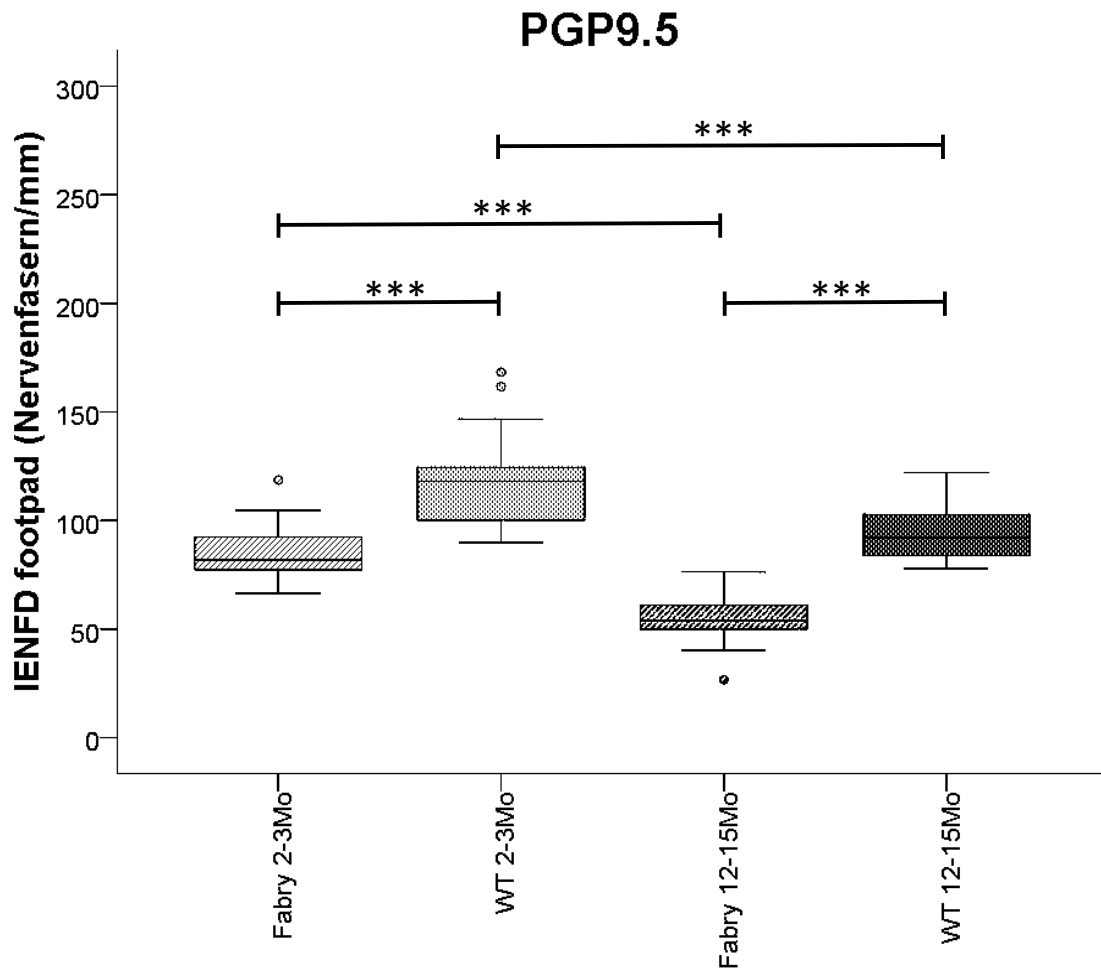 PGP9.5
IENFD footpad (Nervenfasern/mm)
300
250
200
150
100
50
0
***
***
***
***
Fabry 2-3Mo
WT 2-3Mo
Fabry 12-15Mo
WT 12-15Mo